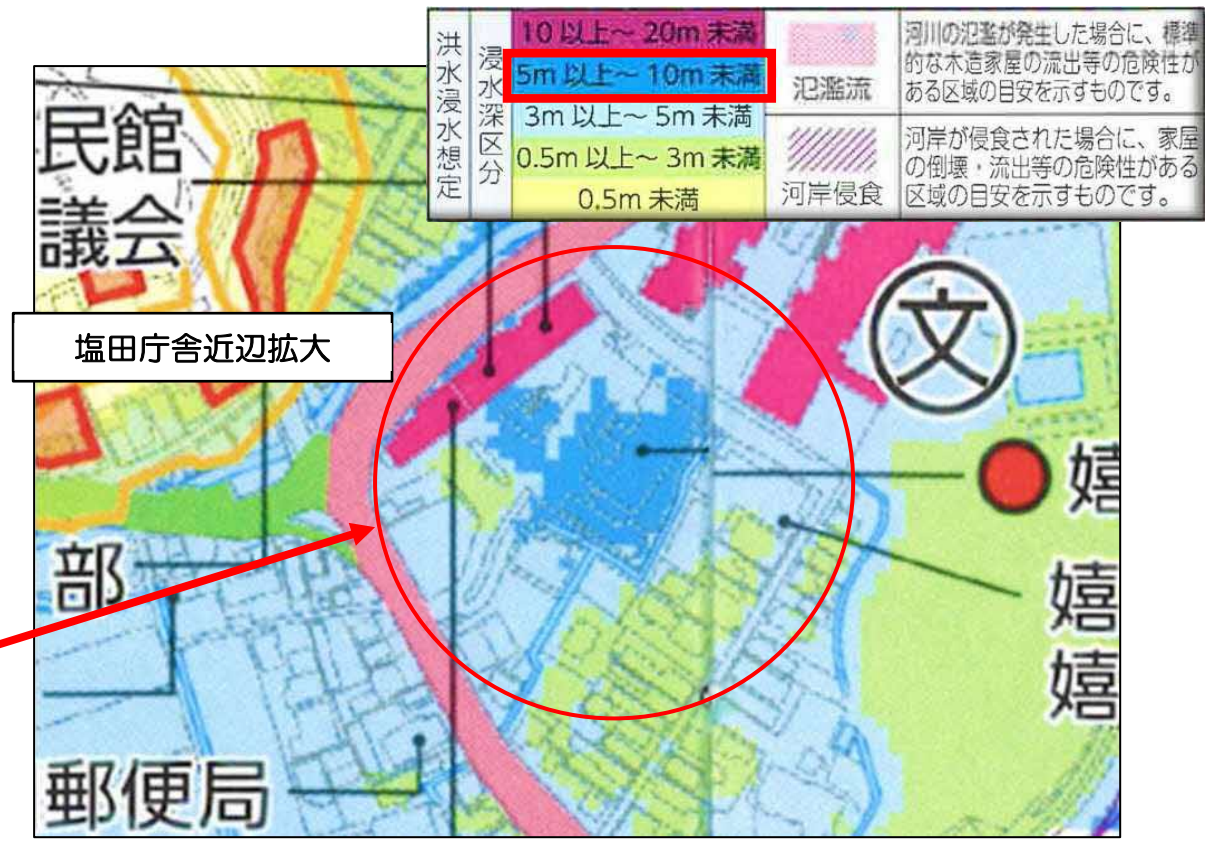 洪水浸水想定
浸水深区分
10 以上～ 20m 未満
5m 以上～ 10m 未満
3m 以上～ 5m 未満
0.5m 以上～ 3m 未満
0.5m 未満
氾濫流
河川の氾濫が発生した場合に、標準
的な木造家屋の流出等の危険性が
ある区域の目安を示すものです。
河岸侵食
河岸が侵食された場合に、家屋
の倒壊・流出等の危険性がある
区域の目安を示すものです。
民館
議会
塩田庁舎近辺拡大
文
嬉
部
嬉
嬉
郵便局